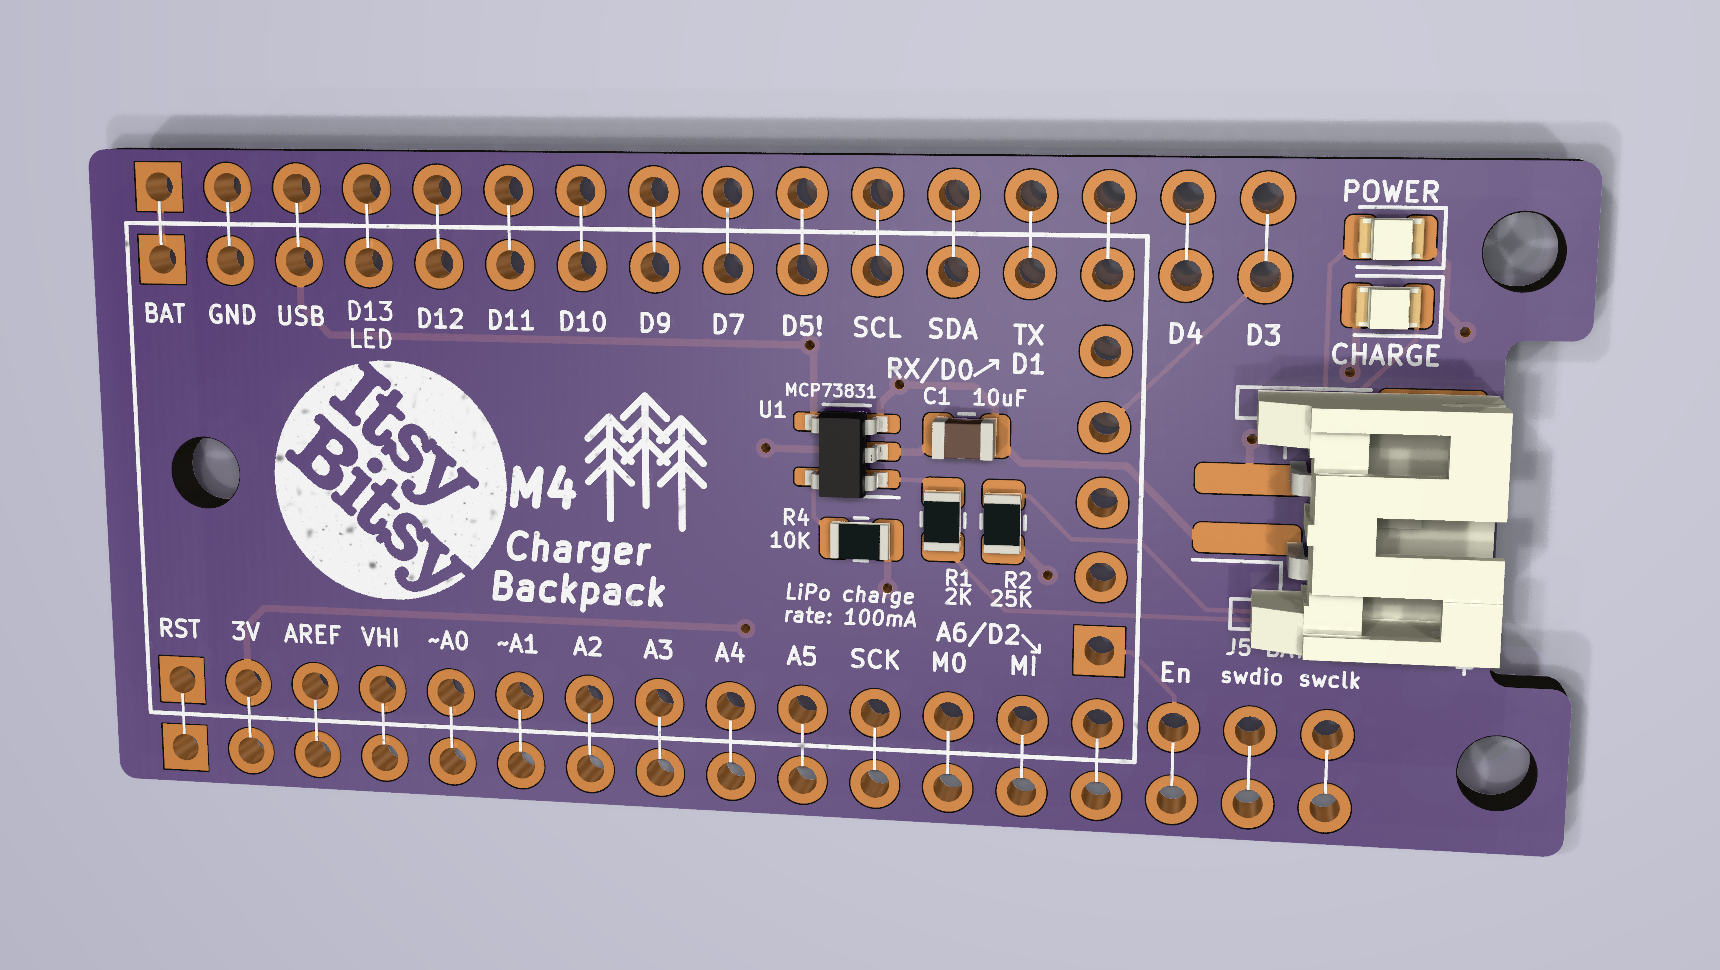 POWER
BAT GND USB D13 D12 D11 D10 D9 D7 D5! SCL SDA TX D4 D3
LED
RX/D0 D1
CHARGE
MCP73831
U1
C1 10uF
Itsy
Bitsy
M4
Charger
Backpack
R4
10K
R1 R2
2K 25K
LiPo charge
rate: 100mA
RST 3V AREF VHI ~A0 ~A1 A2 A3 A4 A5 SCK
A6/D2
M0 MI
En
J5
swdio swclk
+